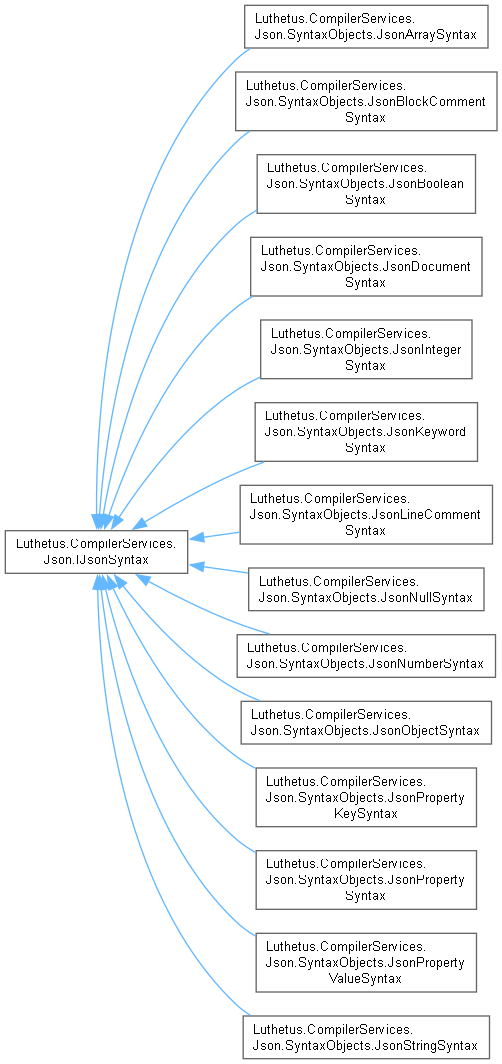 Luthetus.CompilerServices.
Json.SyntaxObjects.JsonArraySyntax
Luthetus.CompilerServices.
Json.SyntaxObjects.JsonBlockComment
Syntax
Luthetus.CompilerServices.
Json.SyntaxObjects.JsonBoolean
Syntax
Luthetus.CompilerServices.
Json.SyntaxObjects.JsonDocument
Syntax
Luthetus.CompilerServices.
Json.SyntaxObjects.JsonInteger
Syntax
Luthetus.CompilerServices.
Json.SyntaxObjects.JsonKeyword
Syntax
Luthetus.CompilerServices.
Json.SyntaxObjects.JsonLineComment
Syntax
Luthetus.CompilerServices.
Json.IJsonSyntax
Luthetus.CompilerServices.
Json.SyntaxObjects.JsonNullSyntax
Luthetus.CompilerServices.
Json.SyntaxObjects.JsonNumberSyntax
Luthetus.CompilerServices.
Json.SyntaxObjects.JsonObjectSyntax
Luthetus.CompilerServices.
Json.SyntaxObjects.JsonProperty
KeySyntax
Luthetus.CompilerServices.
Json.SyntaxObjects.JsonProperty
Syntax
Luthetus.CompilerServices.
Json.SyntaxObjects.JsonProperty
ValueSyntax
Luthetus.CompilerServices.
Json.SyntaxObjects.JsonStringSyntax